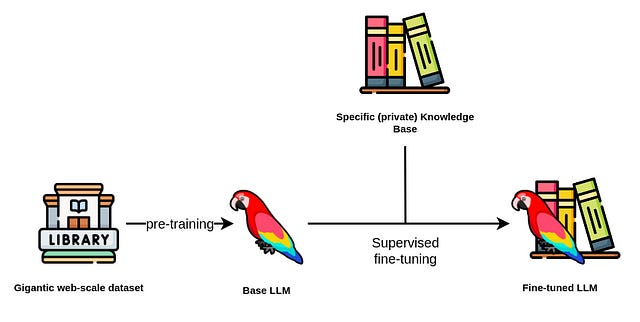 Specific (private) Knowledge
Base
LIBRARY
pre-training
Supervised
fine-tuning
Gigantic web-scale dataset
Base LLM
Fine-tuned LLM